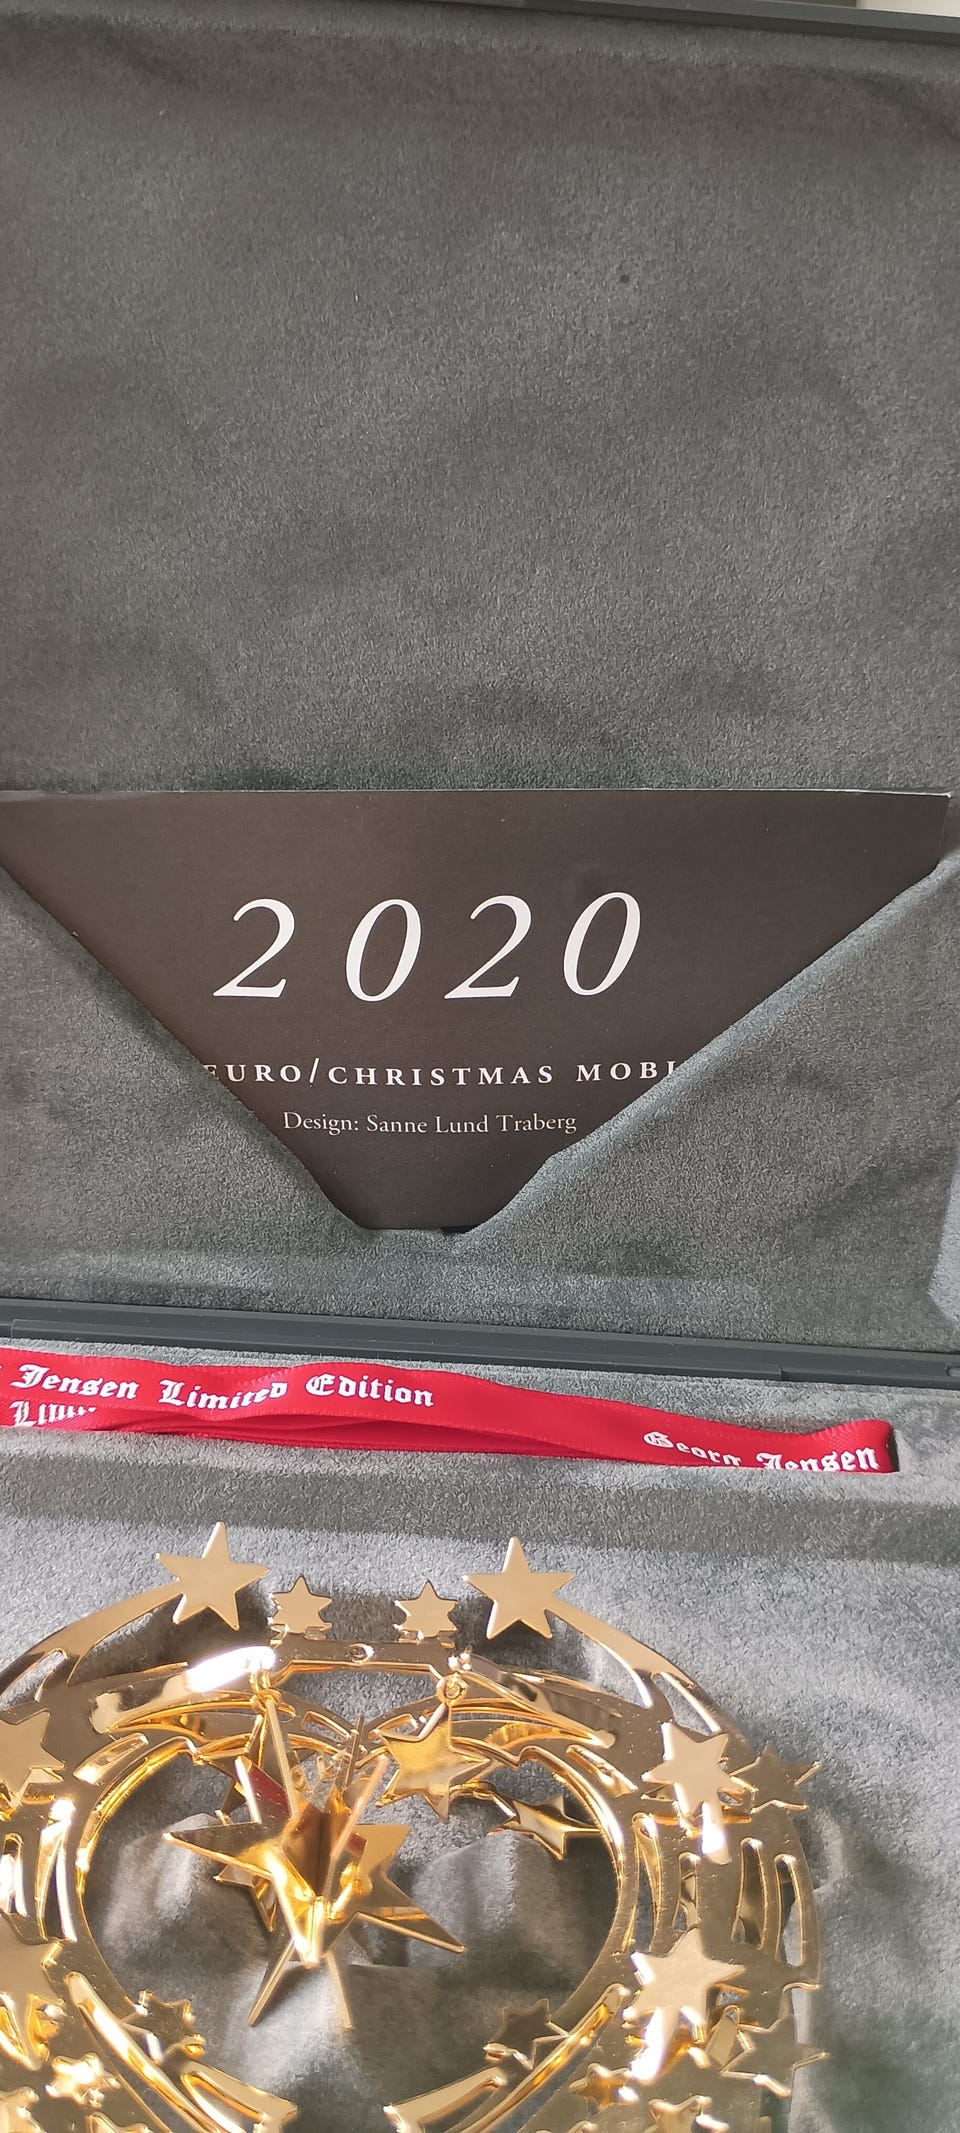 2020
EURO/CHRISTMAS MOBI
Design: Sanne Lund Traberg
Jensen Limited Edition
Georg Jensen